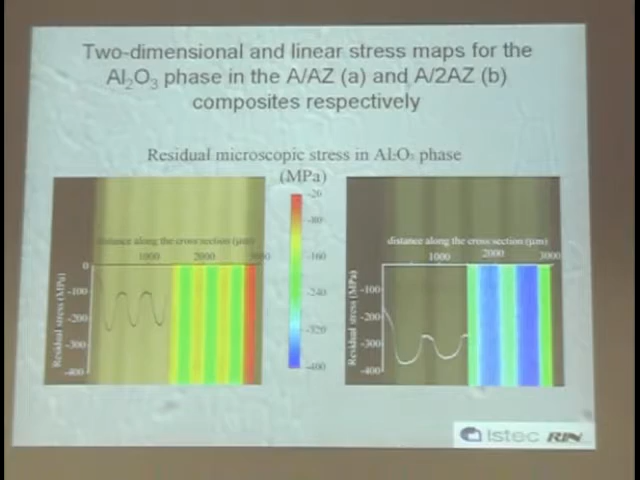 Two-dimensional and linear stress maps for the
Al₂O₃ phase in the A/AZ (a) and A/2AZ (b)
composites respectively
Residual microscopic stress in Al₂O₃ phase
(MPa)
distance along the cross section (μm)
1000 2000 3000
0
-100
-200
-300
-400
Residual stress (MPa)
-20
-80
-160
-240
-320
-400
distance along the cross section (μm)
1000 2000 3000
-100
-200
-300
-400
Residual stress (MPa)
Istec RIN